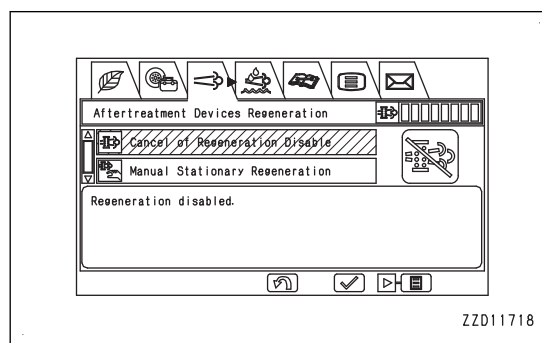 Aftertreatment Devices Regeneration
Cancel of Regeneration Disable
Manual Stationary Regeneration
Regeneration disabled.
ZZD11718